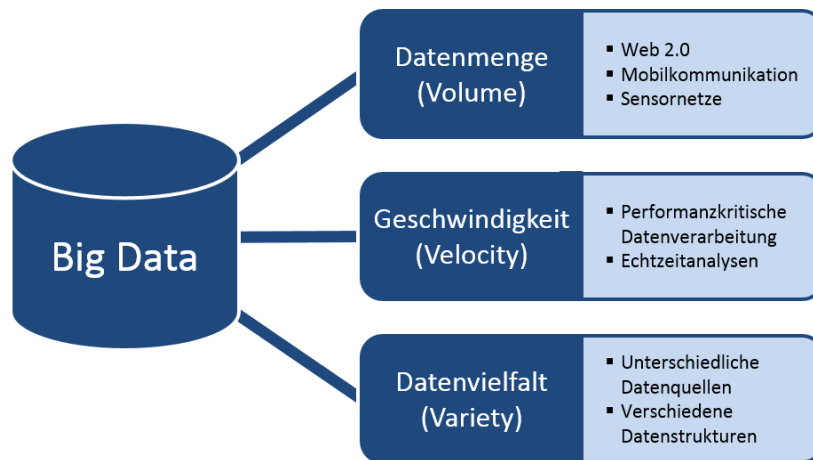 Big Data
Datenmenge
(Volume)
▪ Web 2.0
▪ Mobilkommunikation
▪ Sensornetze
Geschwindigkeit
(Velocity)
▪ Performanzkritische
Datenverarbeitung
▪ Echtzeitanalysen
Datenvielfalt
(Variety)
▪ Unterschiedliche
Datenquellen
▪ Verschiedene
Datenstrukturen